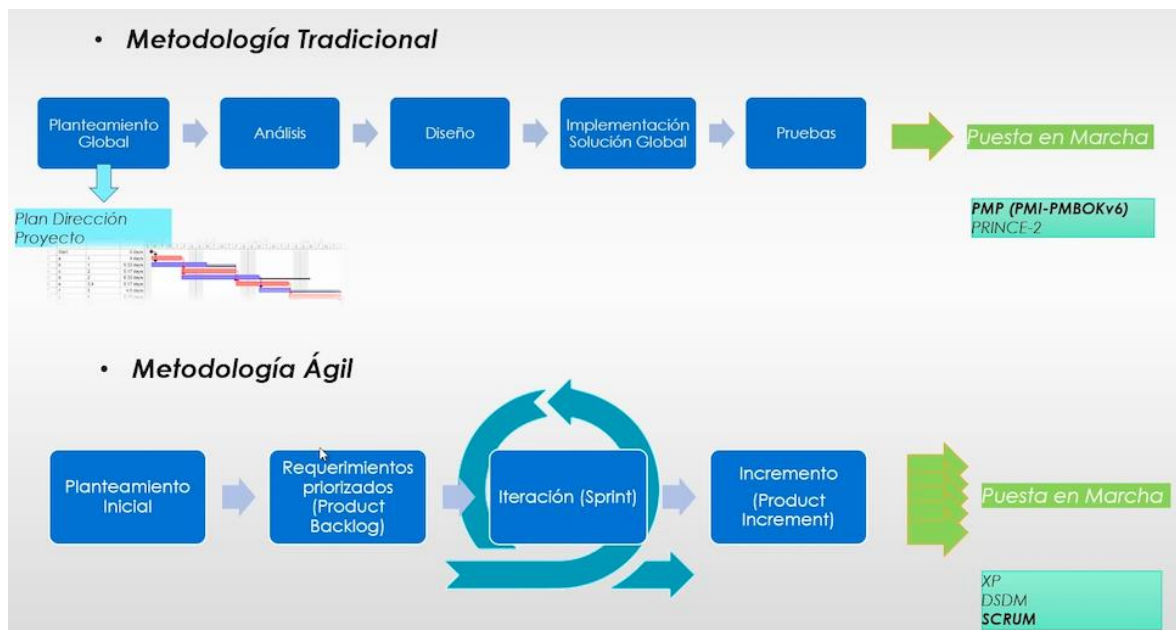 • Metodología Tradicional
Planteamiento
Global
Análisis
Diseño
Implementación
Solución Global
Pruebas
Puesta en Marcha
Plan Dirección
Proyecto
PMP (PMI-PMBOKv6)
PRINCE-2
• Metodología Ágil
Planteamiento
Inicial
Requerimientos
priorizados
(Product
Backlog)
Iteración (Sprint)
Incremento
(Product
Increment)
Puesta en Marcha
XP
DSDM
SCRUM